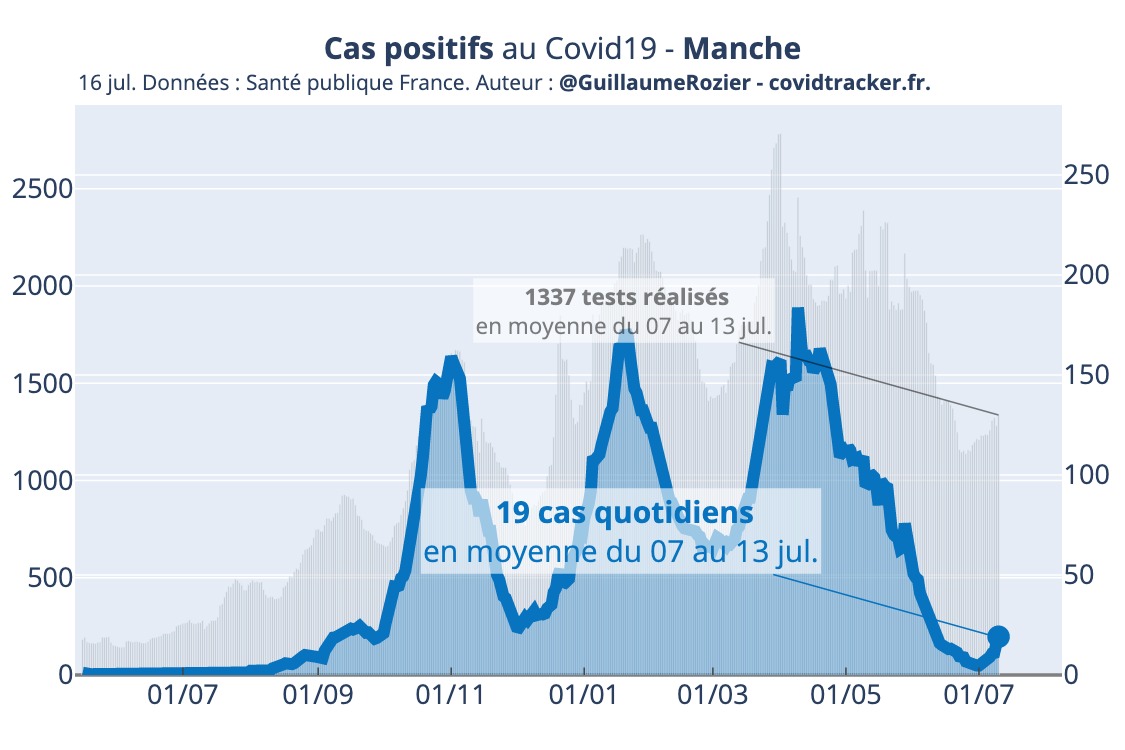 Cas positifs au Covid19 - Manche
16 jul. Données : Santé publique France. Auteur : @GuillaumeRozier - covidtracker.fr.
2500
2000
1500
1000
500
0
250
200
150
100
50
0
1337 tests réalisés
en moyenne du 07 au 13 jul.
19 cas quotidiens
en moyenne du 07 au 13 jul.
01/07 01/09 01/11 01/01 01/03 01/05 01/07